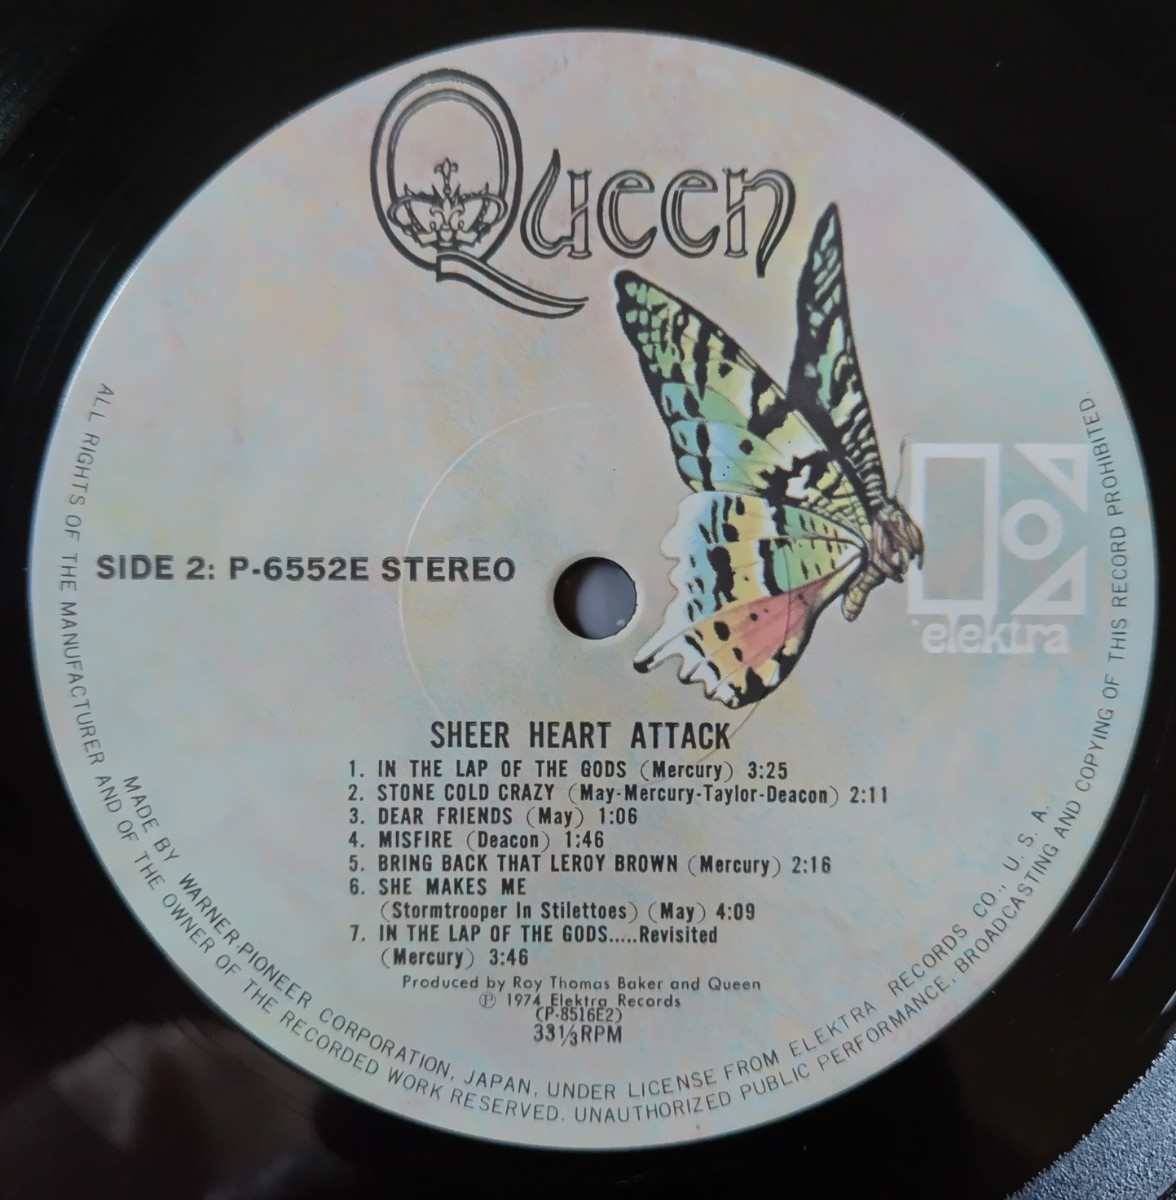 Queen
elektra
SIDE 2: P-6552E STEREO
SHEER HEART ATTACK
1. IN THE LAP OF THE GODS (Mercury) 3:25
2. STONE COLD CRAZY (May-Mercury-Taylor-Deacon) 2:11
3. DEAR FRIENDS (May) 1:06
4. MISFIRE (Deacon) 1:46
5. BRING BACK THAT LEROY BROWN (Mercury) 2:16
6. SHE MAKES ME
(Stormtrooper In Stilettoes) (May) 4:09
7. IN THE LAP OF THE GODS.....Revisited
(Mercury) 3:46
Produced by Roy Thomas Baker and Queen
Ⓟ 1974 Elektra Records
(P-8516E2)
33 1/3 RPM
MADE BY WARNER-PIONEER CORPORATION, JAPAN, UNDER LICENSE FROM ELEKTRA RECORDS CO., U. S. A.
ALL RIGHTS OF THE MANUFACTURER AND OF THE OWNER OF THE RECORDED WORK RESERVED. UNAUTHORIZED PUBLIC PERFORMANCE, BROADCASTING AND COPYING OF THIS RECORD PROHIBITED.